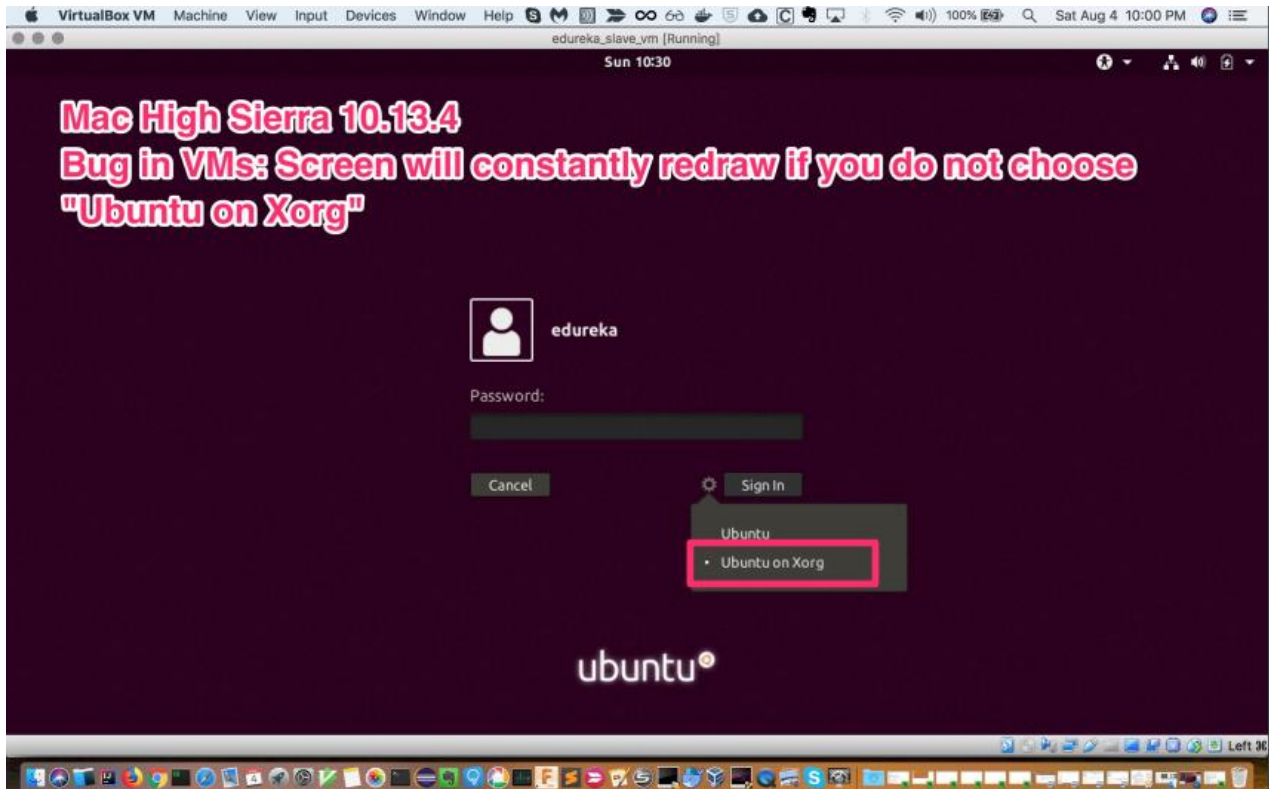 VirtualBox VM Machine View Input Devices Window Help 100% Sat Aug 4 10:00 PM
edureka_slave_vm [Running]
Sun 10:30
Mac High Sierra 10.13.4
Bug in VMs: Screen will constantly redraw if you do not choose
"Ubuntu on Xorg"
edureka
Password:
Cancel
Sign In
Ubuntu
• Ubuntu on Xorg
ubuntu
Left ⌘